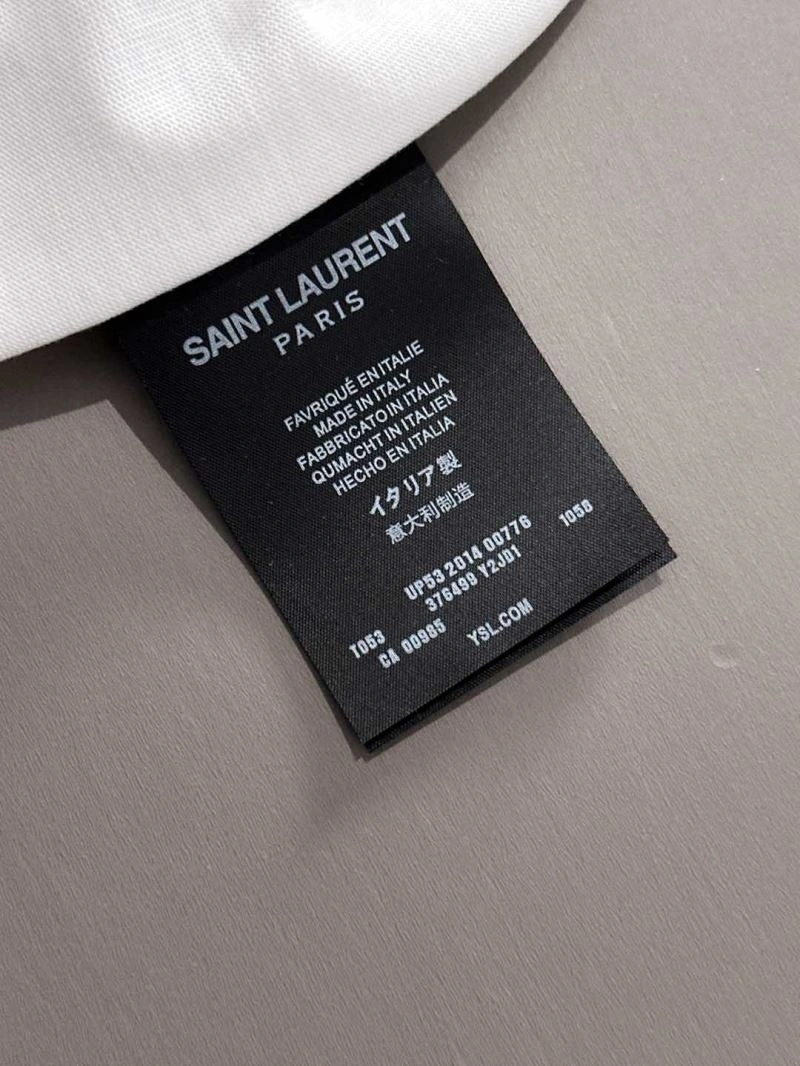 SAINT LAURENT
PARIS
FAVRIQUÉ EN ITALIE
MADE IN ITALY
FABBRICATO IN ITALIA
QUMACHT IN ITALIEN
HECHO EN ITALIA
イタリア製
意大利制造
UP53 2014 00776 1058
376499 Y2JD1
T053
CA 00985 YSL.COM